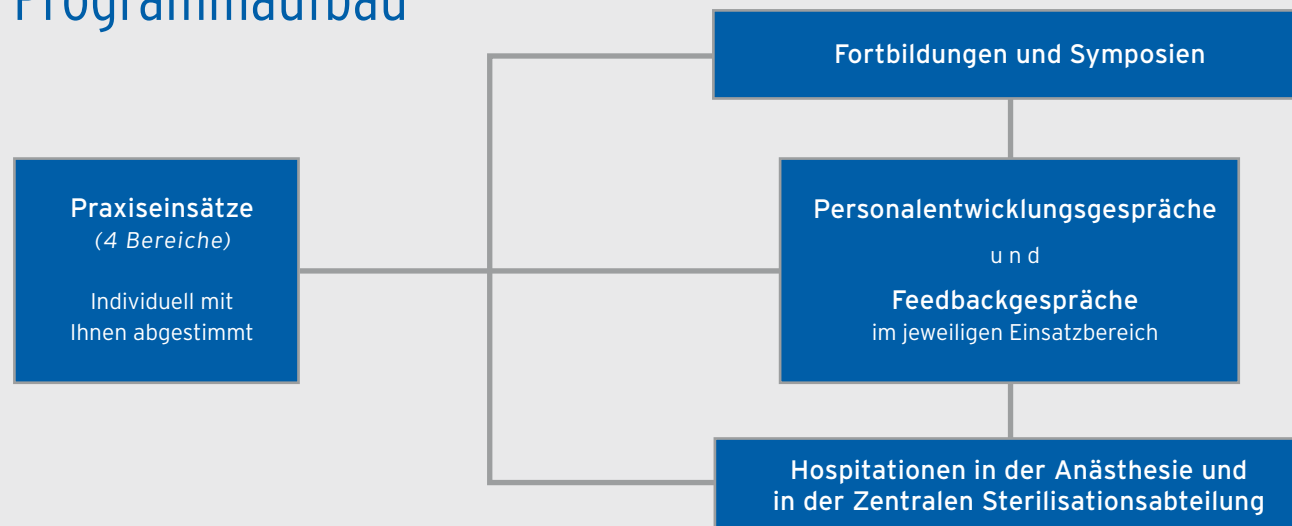 Programmaufbau
Fortbildungen und Symposien
Praxiseinsätze
(4 Bereiche)
Individuell mit
Ihnen abgestimmt
Personalentwicklungsgespräche
und
Feedbackgespräche
im jeweiligen Einsatzbereich
Hospitationen in der Anästhesie und
in der Zentralen Sterilisationsabteilung